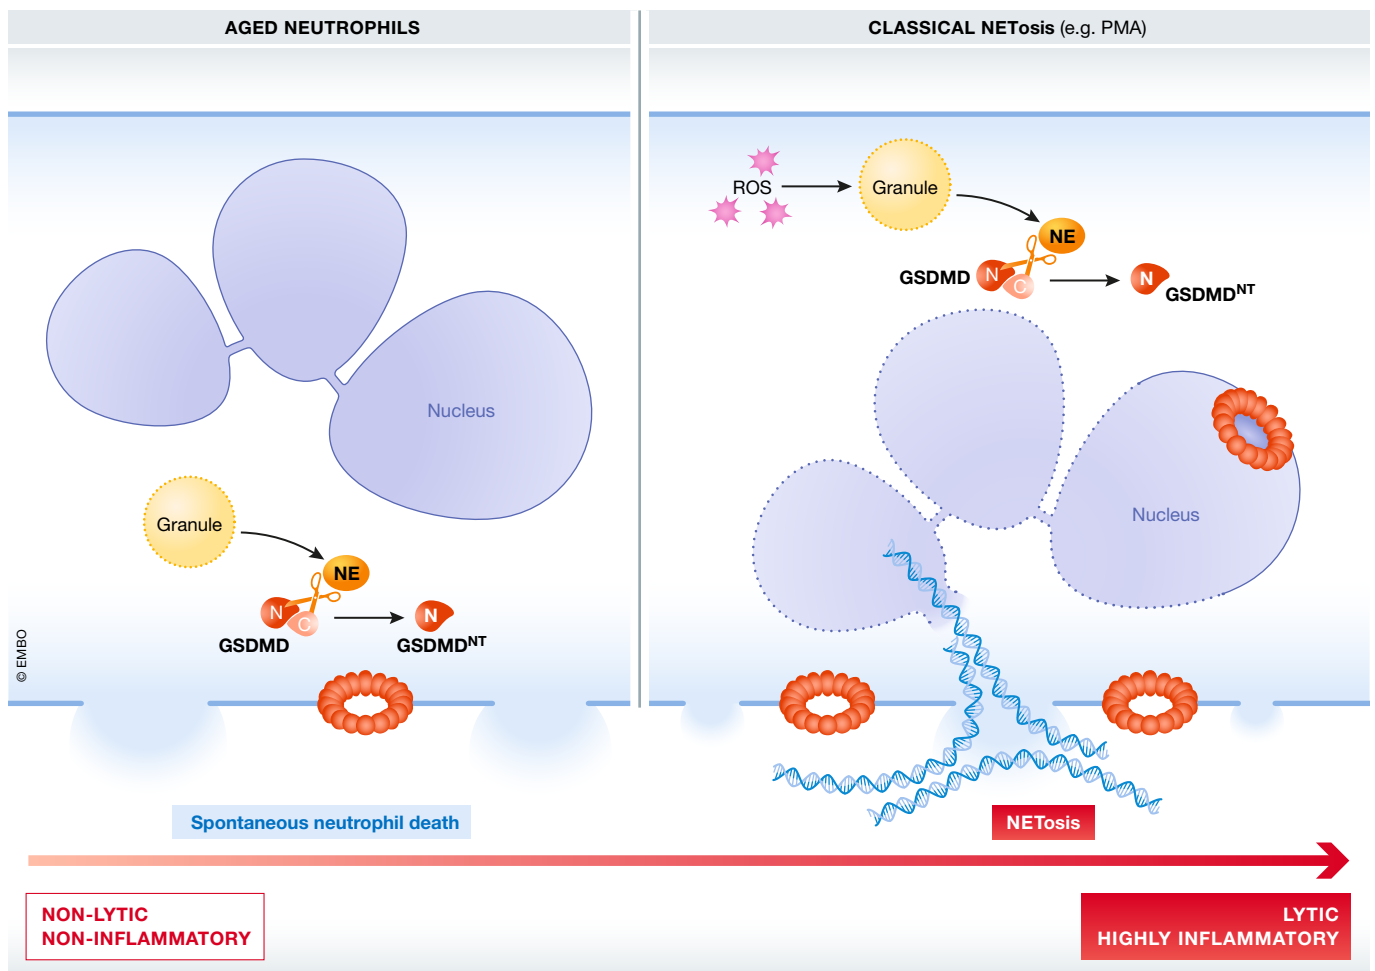 AGED NEUTROPHILS
Nucleus
Granule
NE
N
C
N
GSDMD
GSDMDNT
© EMBO
Spontaneous neutrophil death
CLASSICAL NETosis (e.g. PMA)
ROS
Granule
NE
GSDMD
N
C
N
GSDMDNT
Nucleus
NETosis
NON-LYTIC
NON-INFLAMMATORY
LYTIC
HIGHLY INFLAMMATORY